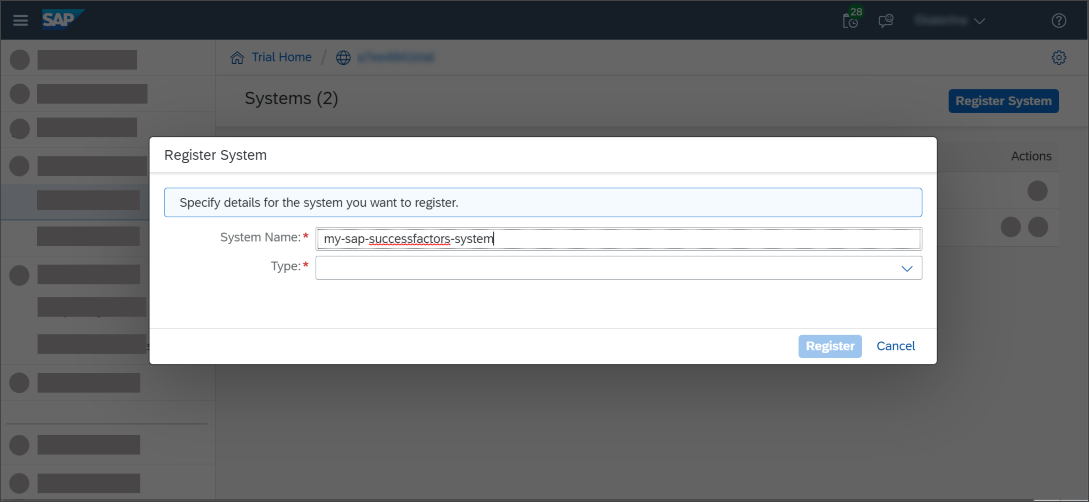 SAP
28
Trial Home /
Systems (2)
Register System
Actions
Register System
Specify details for the system you want to register.
System Name:* my-sap-successfactors-system
Type:*
Register Cancel